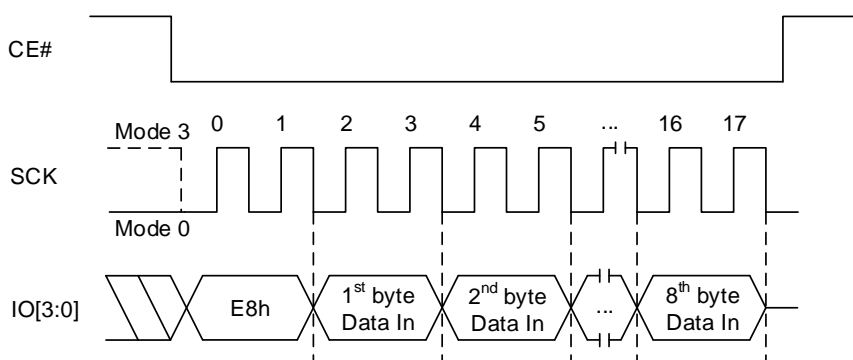 CE#
Mode 3
0 1 2 3 4 5 ... 16 17
SCK
Mode 0
IO[3:0]
E8h
1st byte
Data In
2nd byte
Data In
...
8th byte
Data In